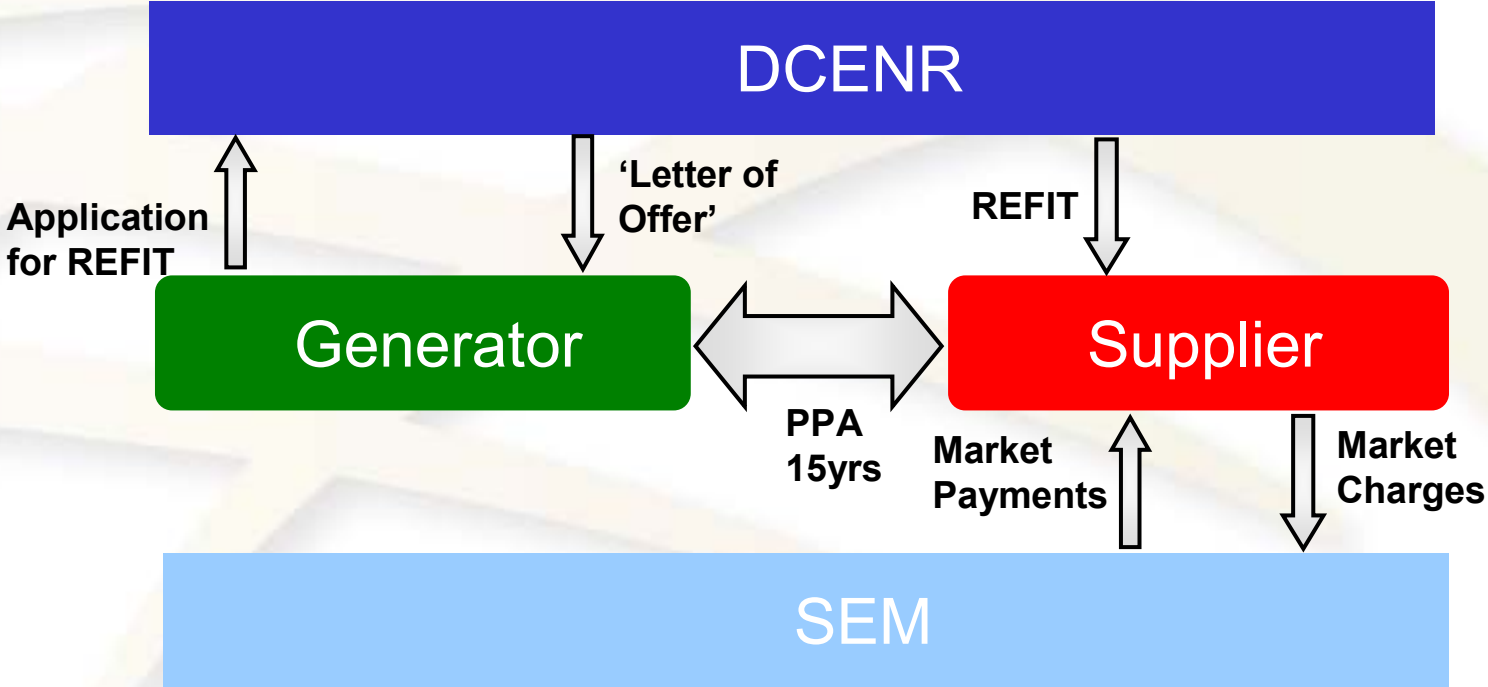 DCENR
Application
for REFIT
‘Letter of
Offer’
REFIT
Generator
Supplier
PPA
15yrs
Market
Payments
Market
Charges
SEM